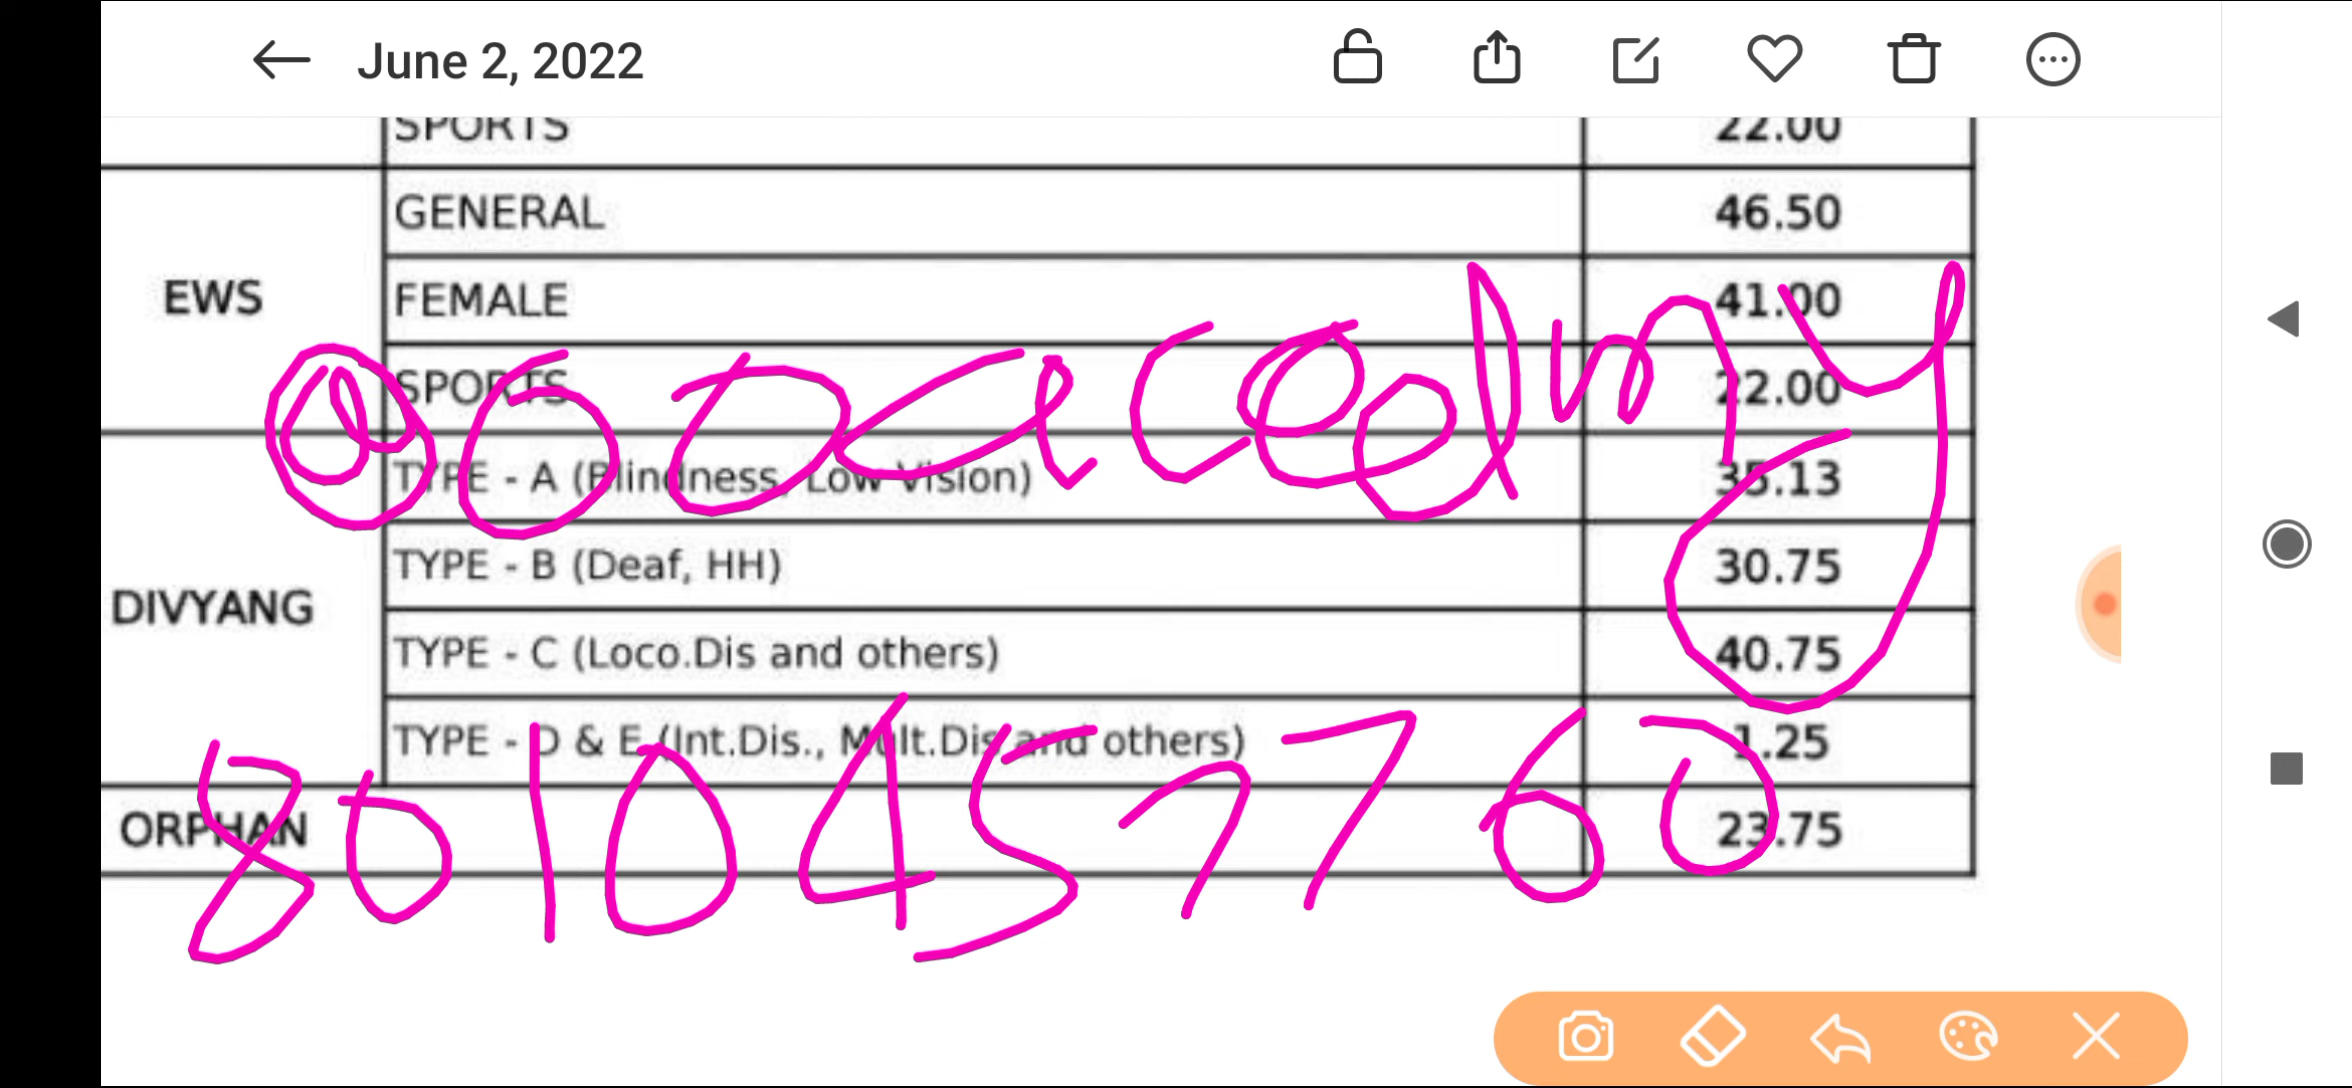 June 2, 2022
SPORTS 22.00
EWS
GENERAL 46.50
FEMALE 41.00
SPORTS 22.00
DIVYANG
TYPE - A (Blindness, Low Vision) 35.13
TYPE - B (Deaf, HH) 30.75
TYPE - C (Loco.Dis and others) 40.75
TYPE - D & E (Int.Dis., Mult.Dis and others) 1.25
ORPHAN 23.75
8010457760